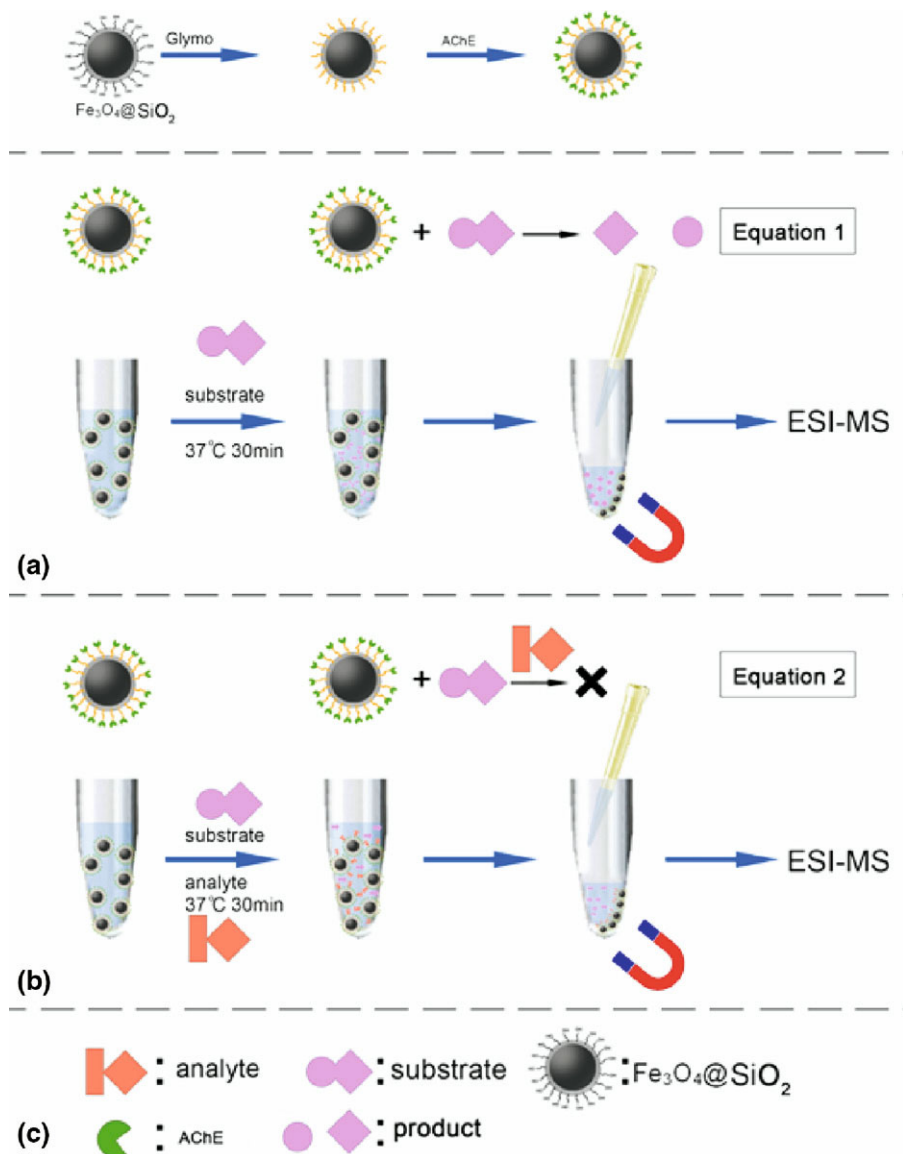 Glymo
AChE
Fe₃O₄@SiO₂
+
Equation 1
substrate
37°C 30min
ESI-MS
(a)
+
Equation 2
substrate
analyte
37°C 30min
ESI-MS
(b)
: analyte
: substrate
: Fe₃O₄@SiO₂
(c)
: AChE
: product